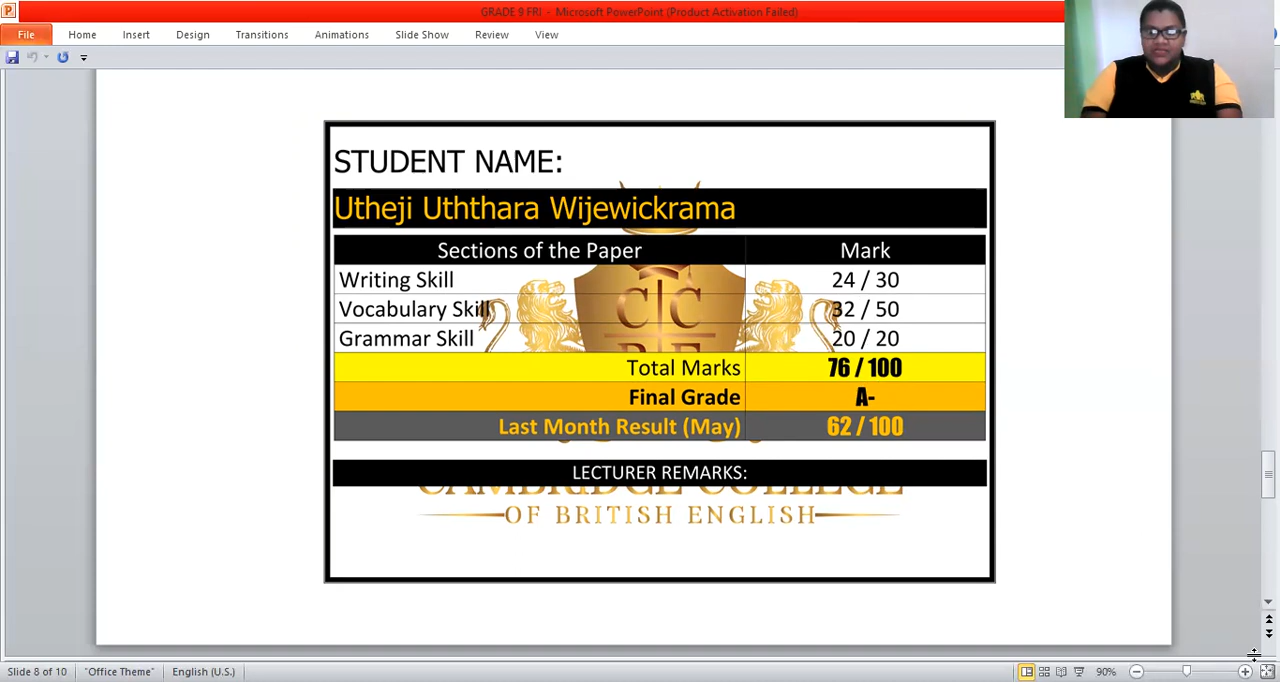 GRADE 9 FRI - Microsoft PowerPoint (Product Activation Failed)
File Home Insert Design Transitions Animations Slide Show Review View
STUDENT NAME:
Utheji Uththara Wijewickrama
Sections of the Paper Mark
Writing Skill 24 / 30
Vocabulary Skill 32 / 50
Grammar Skill 20 / 20
Total Marks 76 / 100
Final Grade A-
Last Month Result (May) 62 / 100
LECTURER REMARKS:
CAMBRIDGE COLLEGE
OF BRITISH ENGLISH
C C
B E
Slide 8 of 10 "Office Theme" English (U.S.) 90%